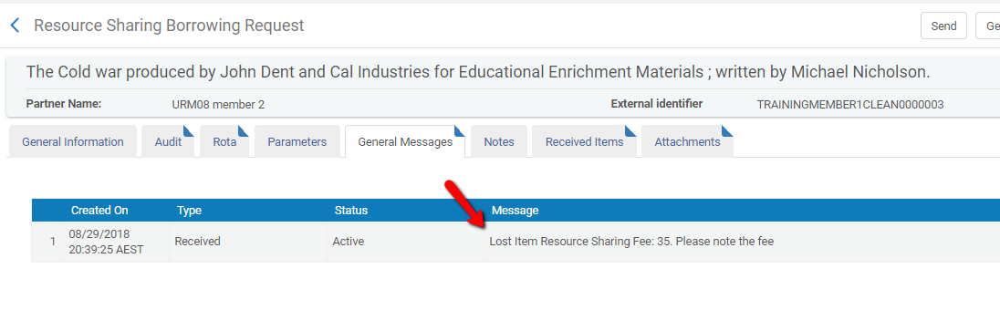 Resource Sharing Borrowing Request
Send
Ge
The Cold war produced by John Dent and Cal Industries for Educational Enrichment Materials ; written by Michael Nicholson.
Partner Name: URM08 member 2 External identifier TRAININGMEMBER1CLEAN0000003
General Information Audit Rota Parameters General Messages Notes Received Items Attachments
Created On Type Status Message
1 08/29/2018 20:39:25 AEST Received Active Lost Item Resource Sharing Fee: 35. Please note the fee